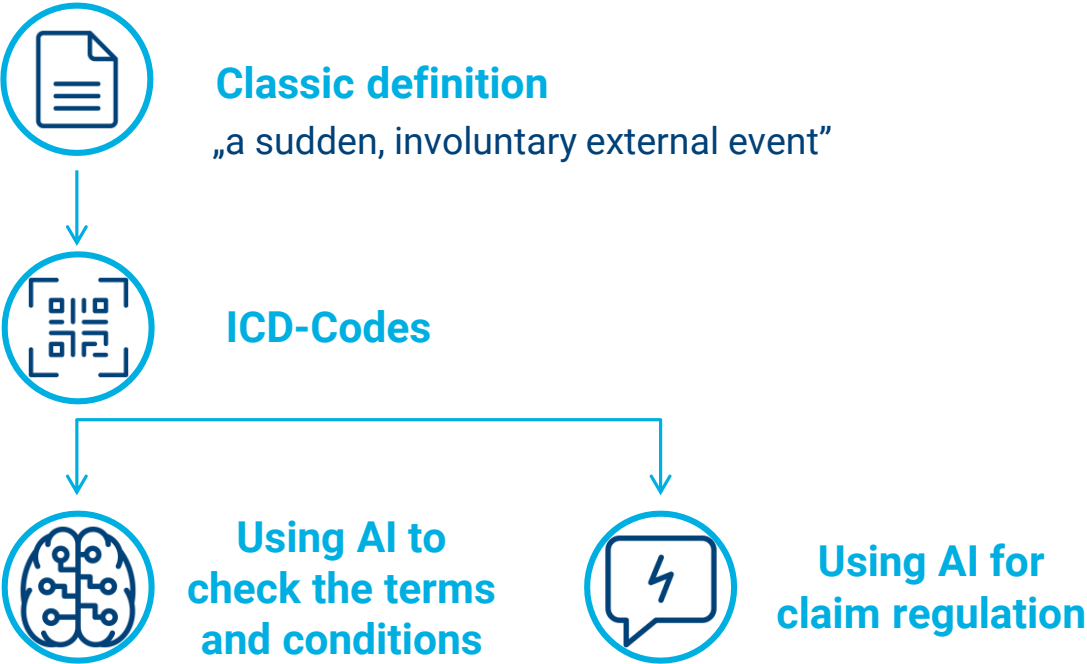 Classic definition
„a sudden, involuntary external event”
ICD-Codes
Using AI to
check the terms
and conditions
Using AI for
claim regulation